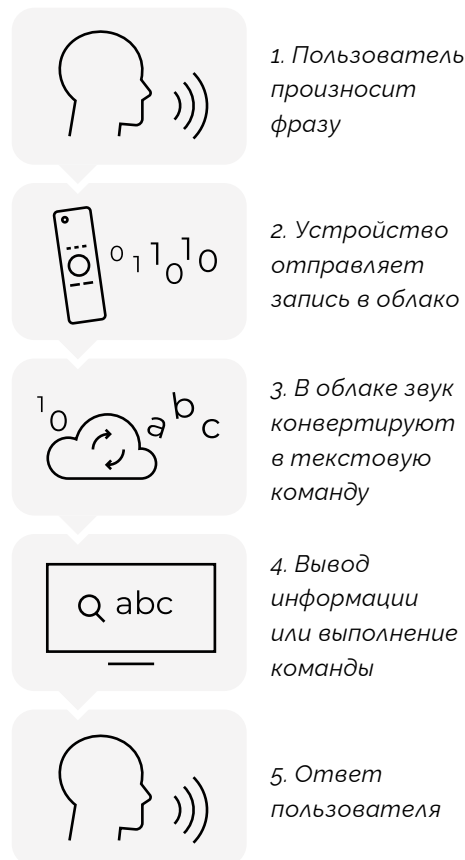 1. Пользователь
произносит
фразу
2. Устройство
отправляет
запись в облако
0 1 1 0 1 0
3. В облаке звук
конвертируют
в текстовую
команду
1 0 a b c
4. Вывод
информации
или выполнение
команды
abc
5. Ответ
пользователя